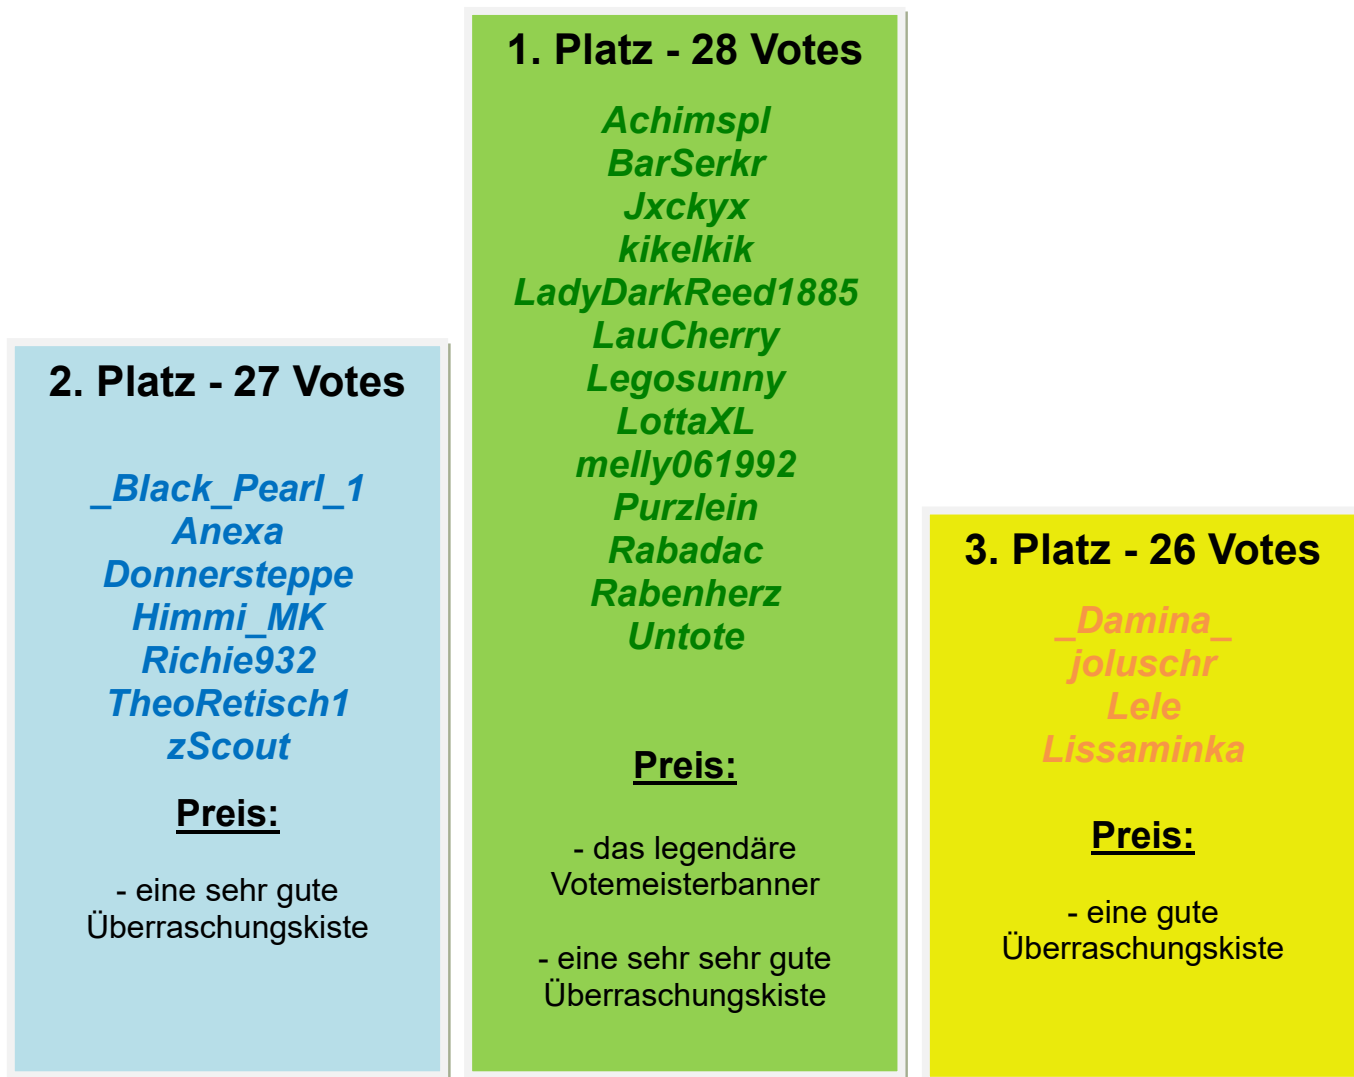 1. Platz - 28 Votes
Achimspl
BarSerkr
Jxckyx
kikelkik
LadyDarkReed1885
LauCherry
Legosunny
LottaXL
melly061992
Purzlein
Rabadac
Rabenherz
Untote
Preis:
- das legendäre
Votemeisterbanner
- eine sehr sehr gute
Überraschungskiste
2. Platz - 27 Votes
_Black_Pearl_1
Anexa
Donnersteppe
Himmi_MK
Richie932
TheoRetisch1
zScout
Preis:
- eine sehr gute
Überraschungskiste
3. Platz - 26 Votes
_Damina_
joluschr
Lele
Lissaminka
Preis:
- eine gute
Überraschungskiste